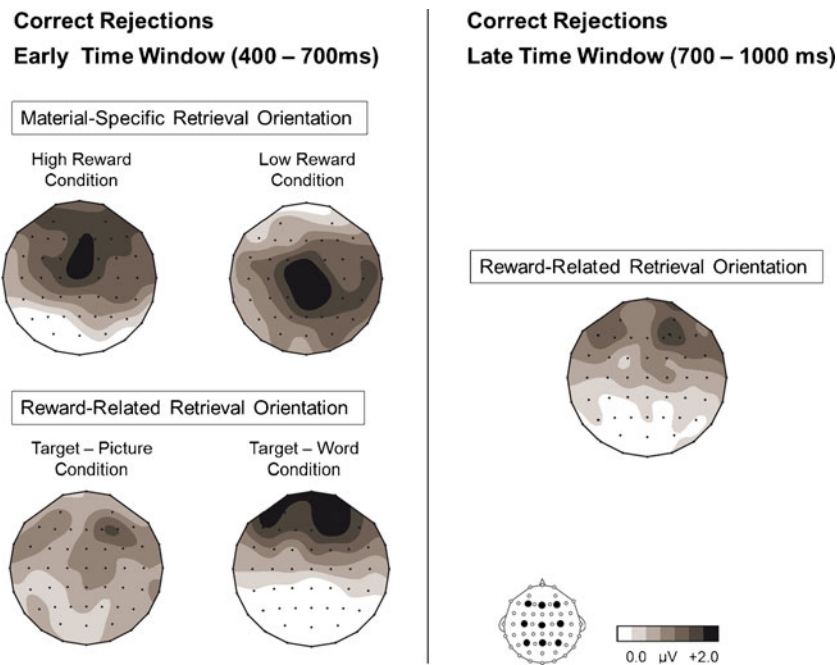 Correct Rejections
Early Time Window (400 – 700ms)
Material-Specific Retrieval Orientation
High Reward
Condition
Low Reward
Condition
Reward-Related Retrieval Orientation
Target – Picture
Condition
Target – Word
Condition
Correct Rejections
Late Time Window (700 – 1000 ms)
Reward-Related Retrieval Orientation
0.0 µV +2.0